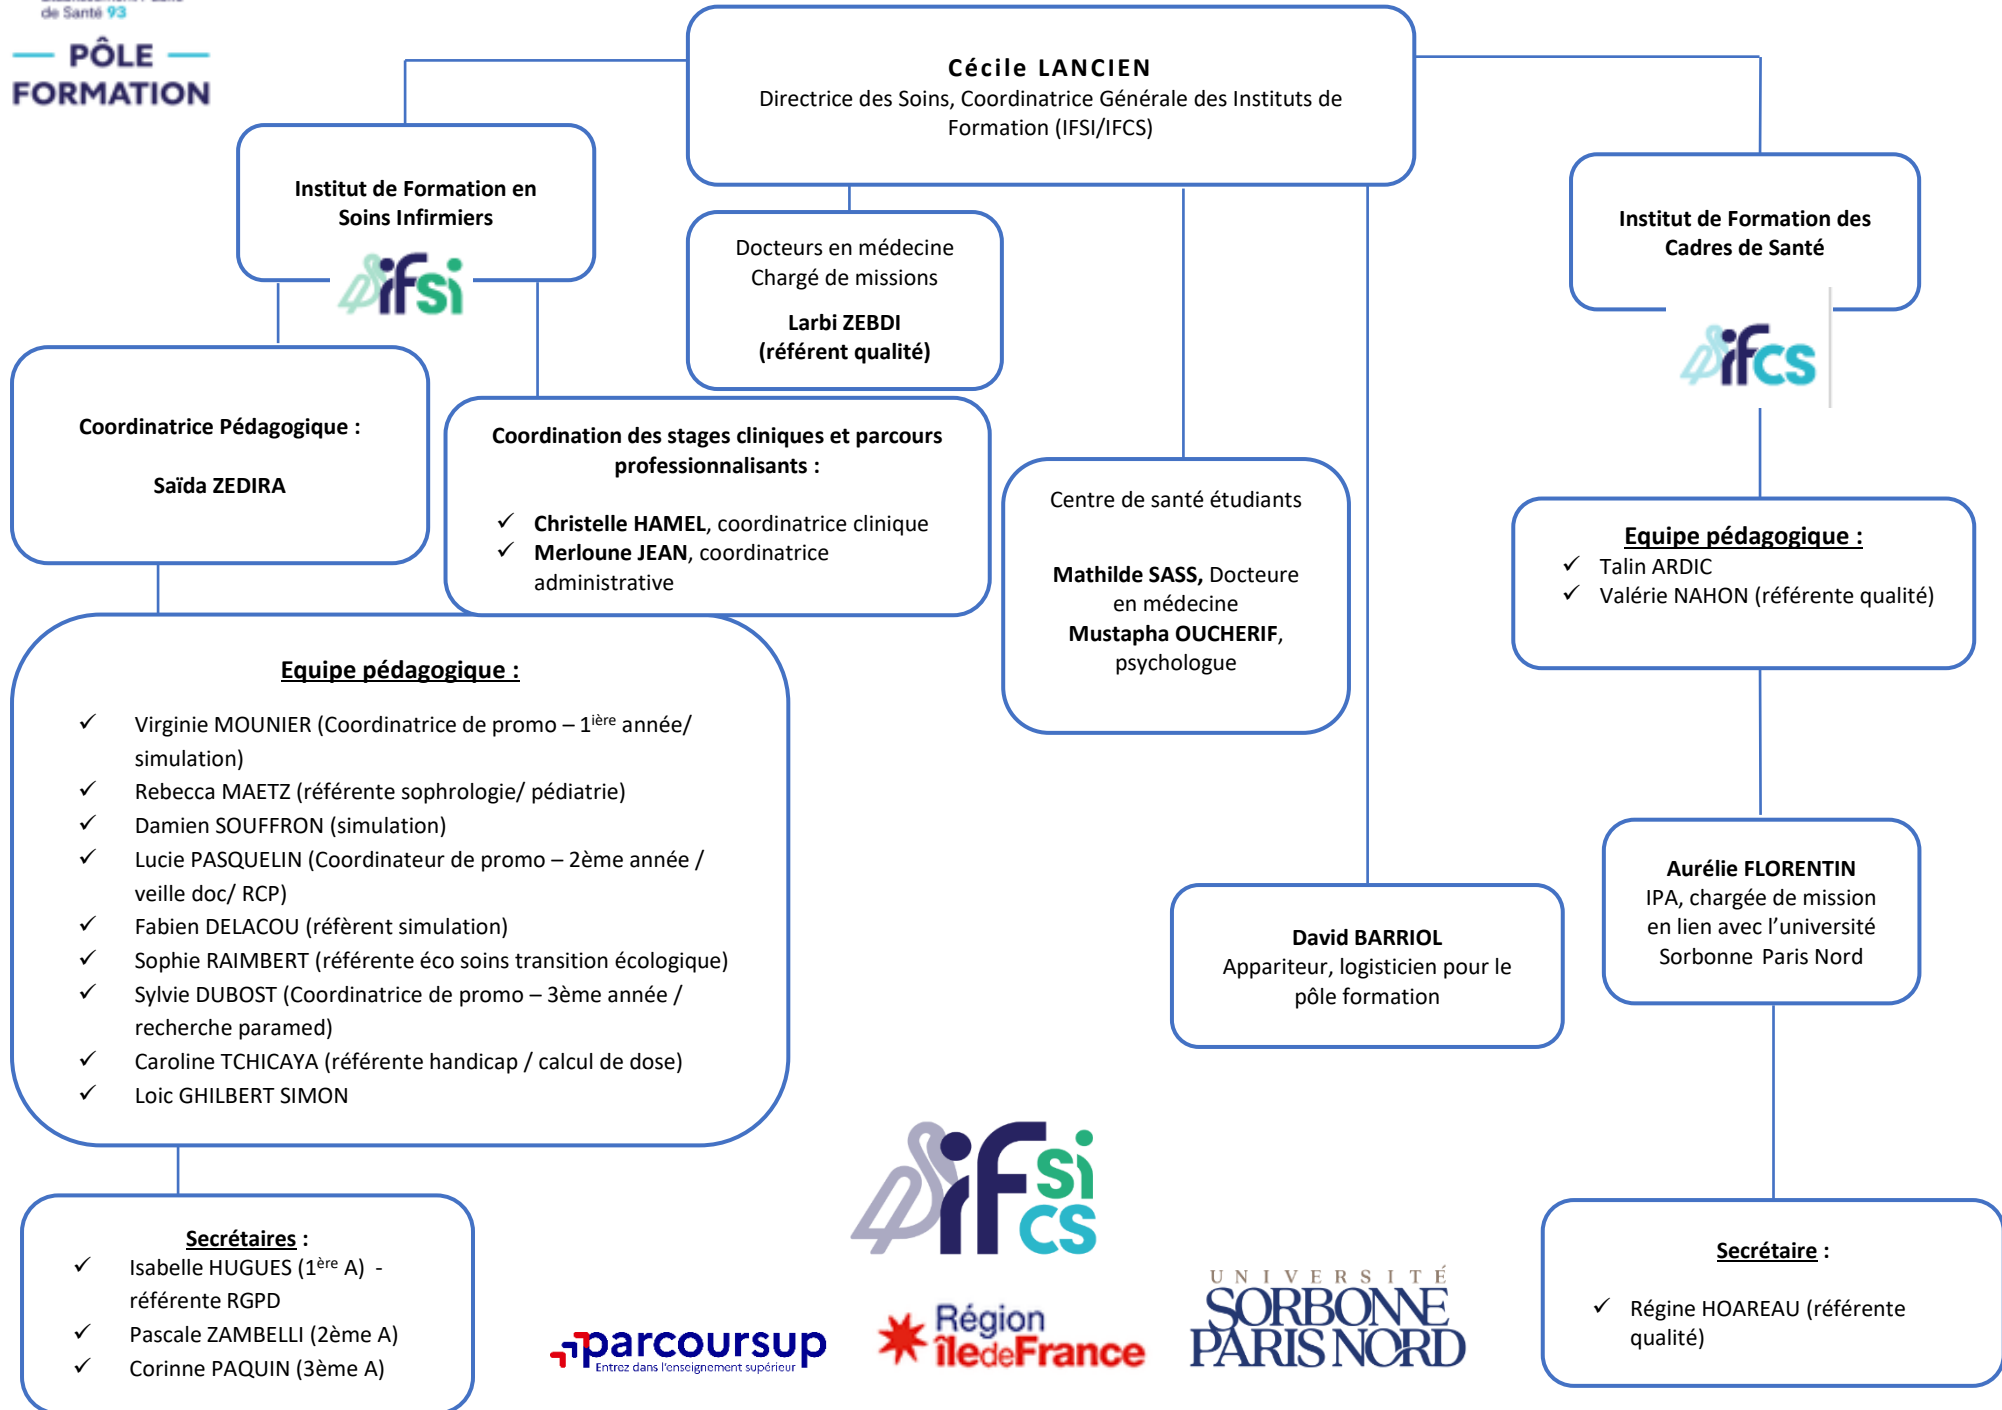 de Santé 93
PÔLE
FORMATION
Cécile LANCIEN
Directrice des Soins, Coordinatrice Générale des Instituts de
Formation (IFSI/IFCS)
Institut de Formation en
Soins Infirmiers
ifsi
Docteurs en médecine
Chargé de missions
Larbi ZEBDI
(référent qualité)
Institut de Formation des
Cadres de Santé
ifcs
Coordinatrice Pédagogique :
Saïda ZEDIRA
Coordination des stages cliniques et parcours
professionnalisants :
✓ Christelle HAMEL, coordinatrice clinique
✓ Merloune JEAN, coordinatrice
administrative
Centre de santé étudiants
Mathilde SASS, Docteure
en médecine
Mustapha OUCHERIF,
psychologue
Equipe pédagogique :
✓ Talin ARDIC
✓ Valérie NAHON (référente qualité)
Equipe pédagogique :
✓ Virginie MOUNIER (Coordinatrice de promo – 1ière année/
simulation)
✓ Rebecca MAETZ (référente sophrologie/ pédiatrie)
✓ Damien SOUFFRON (simulation)
✓ Lucie PASQUELIN (Coordinateur de promo – 2ème année /
veille doc/ RCP)
✓ Fabien DELACOU (réfèrent simulation)
✓ Sophie RAIMBERT (référente éco soins transition écologique)
✓ Sylvie DUBOST (Coordinatrice de promo – 3ème année /
recherche paramed)
✓ Caroline TCHICAYA (référente handicap / calcul de dose)
✓ Loic GHILBERT SIMON
David BARRIOL
Appariteur, logisticien pour le
pôle formation
Aurélie FLORENTIN
IPA, chargée de mission
en lien avec l’université
Sorbonne Paris Nord
Secrétaires :
✓ Isabelle HUGUES (1ère A) -
référente RGPD
✓ Pascale ZAMBELLI (2ème A)
✓ Corinne PAQUIN (3ème A)
if si
cs
parcoursup
Entrez dans l'enseignement supérieur
Région
îledeFrance
UNIVERSITÉ
SORBONNE
PARIS NORD
Secrétaire :
✓ Régine HOAREAU (référente
qualité)